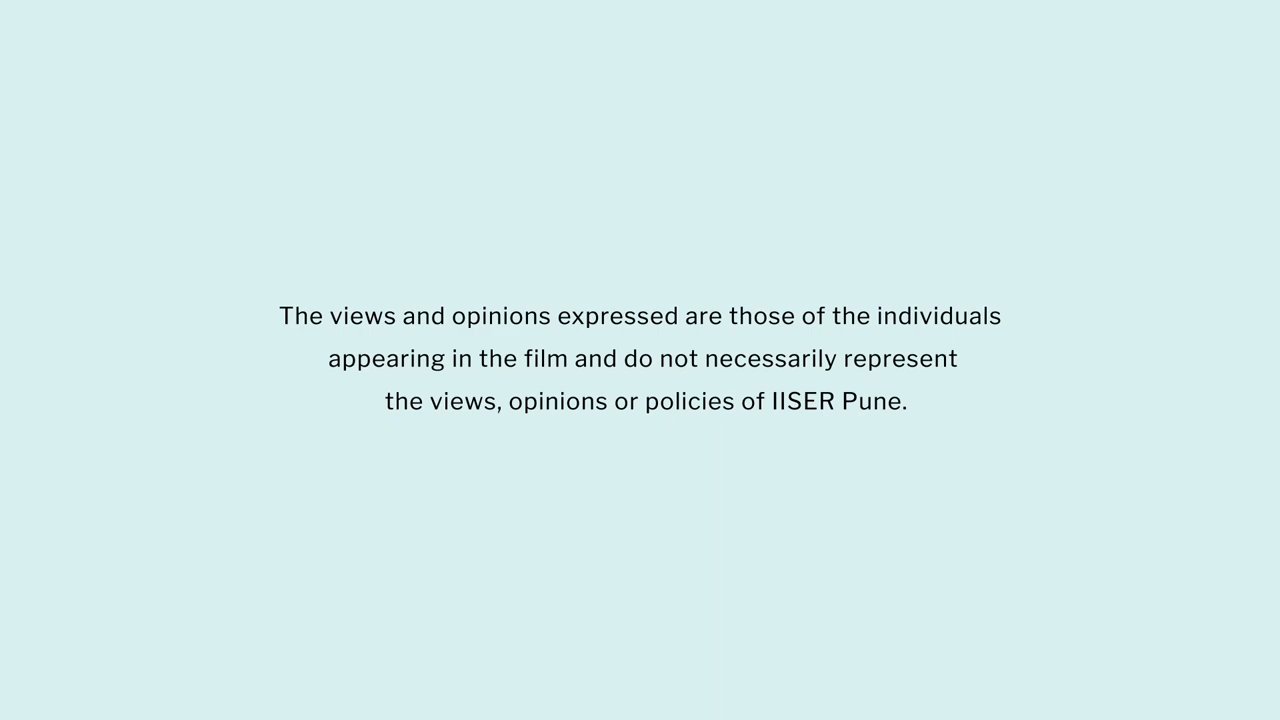 The views and opinions expressed are those of the individuals
appearing in the film and do not necessarily represent
the views, opinions or policies of IISER Pune.